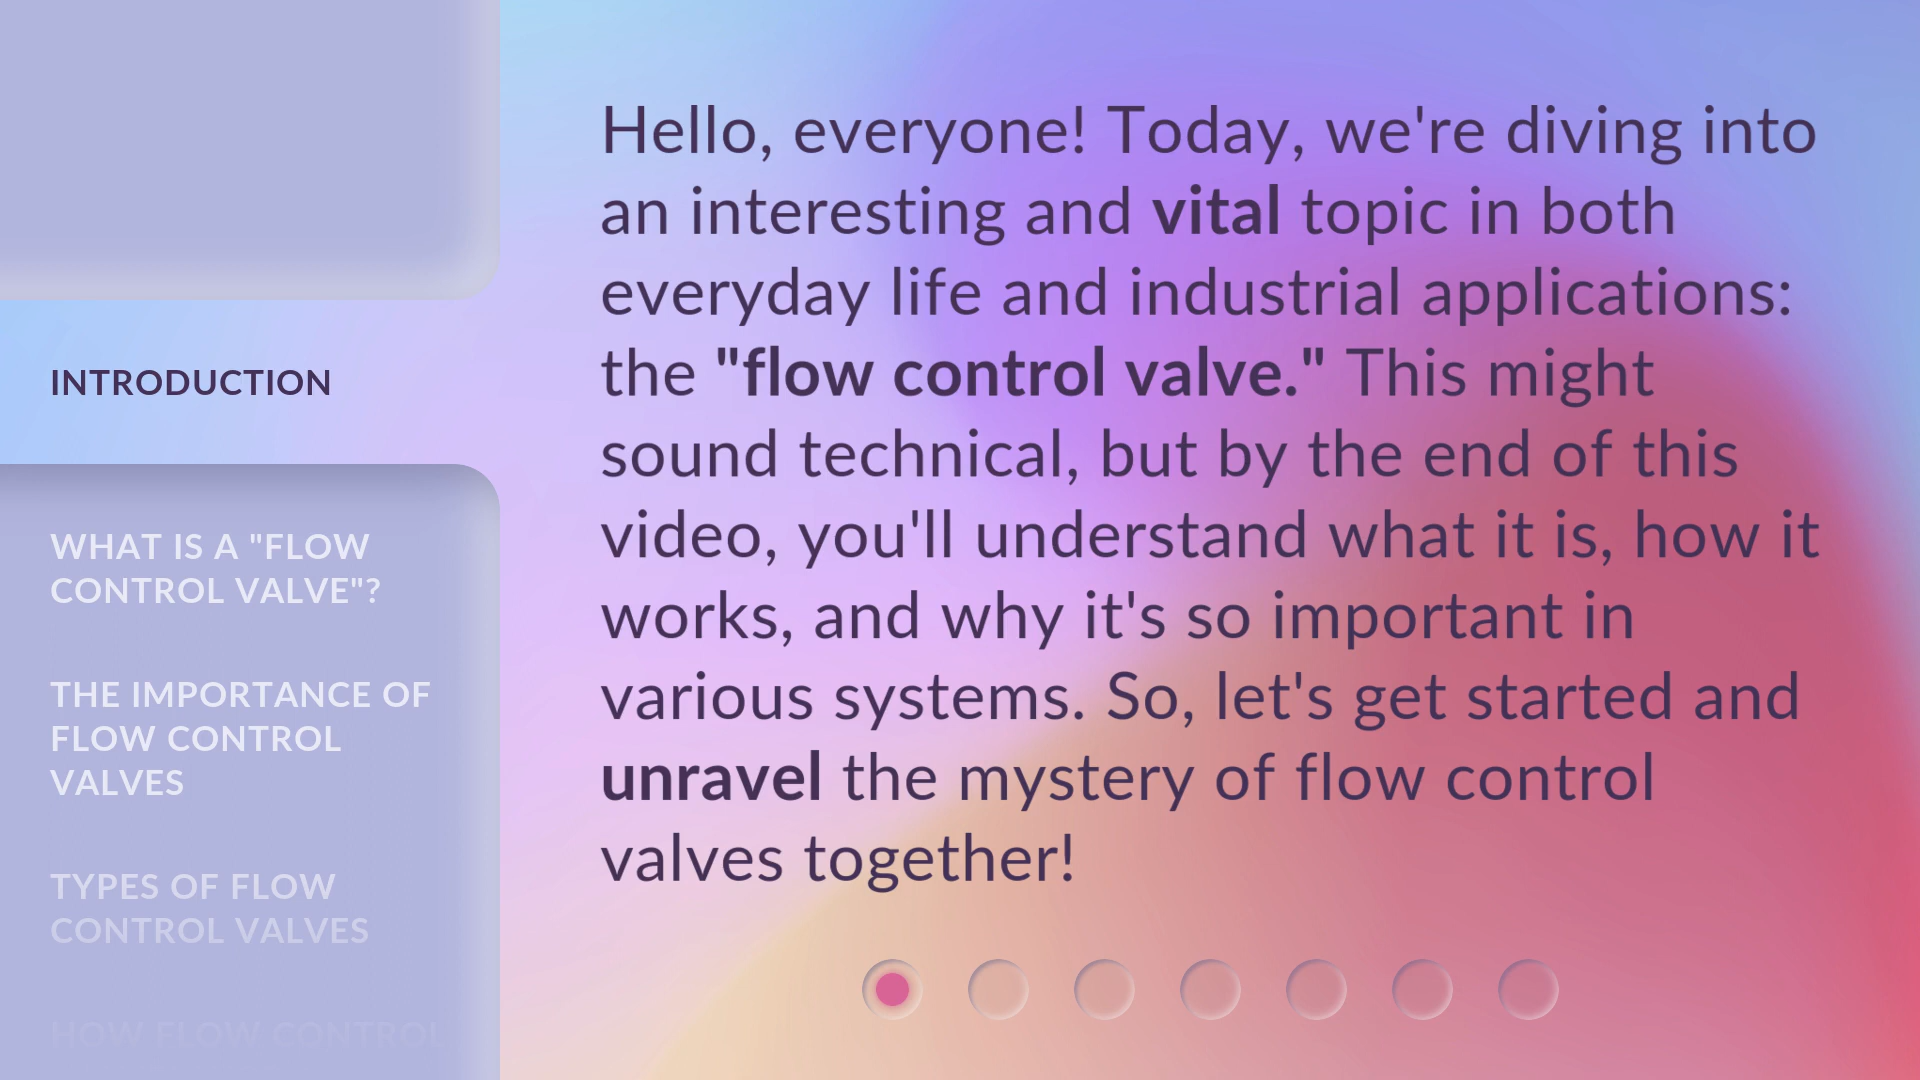 INTRODUCTION
WHAT IS A "FLOW
CONTROL VALVE"?
THE IMPORTANCE OF
FLOW CONTROL
VALVES
TYPES OF FLOW
CONTROL VALVES
HOW FLOW CONTROL
Hello, everyone! Today, we're diving into
an interesting and vital topic in both
everyday life and industrial applications:
the "flow control valve." This might
sound technical, but by the end of this
video, you'll understand what it is, how it
works, and why it's so important in
various systems. So, let's get started and
unravel the mystery of flow control
valves together!